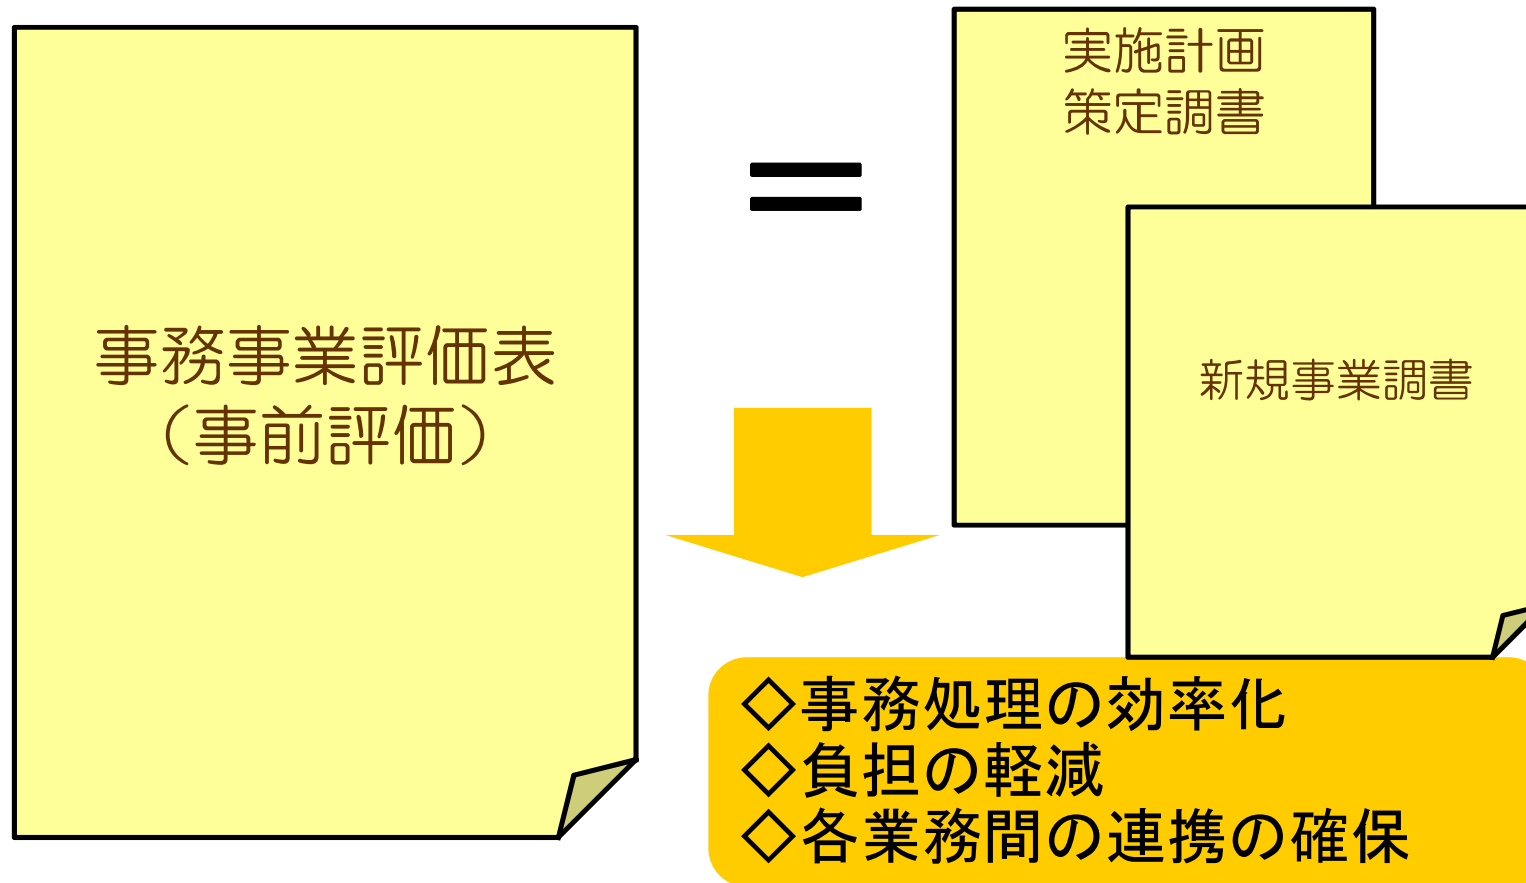 事務事業評価表
（事前評価）
＝
実施計画
策定調書
新規事業調書
◇事務処理の効率化
◇負担の軽減
◇各業務間の連携の確保